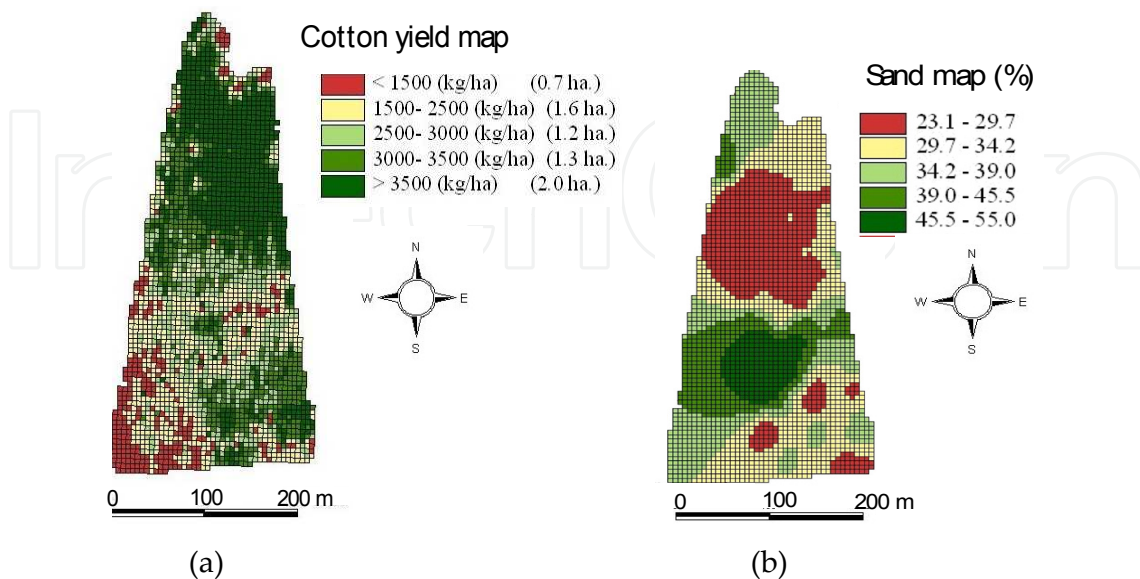 Cotton yield map
< 1500 (kg/ha) (0.7 ha.)
1500- 2500 (kg/ha) (1.6 ha.)
2500- 3000 (kg/ha) (1.2 ha.)
3000- 3500 (kg/ha) (1.3 ha.)
> 3500 (kg/ha) (2.0 ha.)
N
W E
S
0 100 200 m
(a)
Sand map (%)
23.1 - 29.7
29.7 - 34.2
34.2 - 39.0
39.0 - 45.5
45.5 - 55.0
N
W E
S
0 100 200 m
(b)